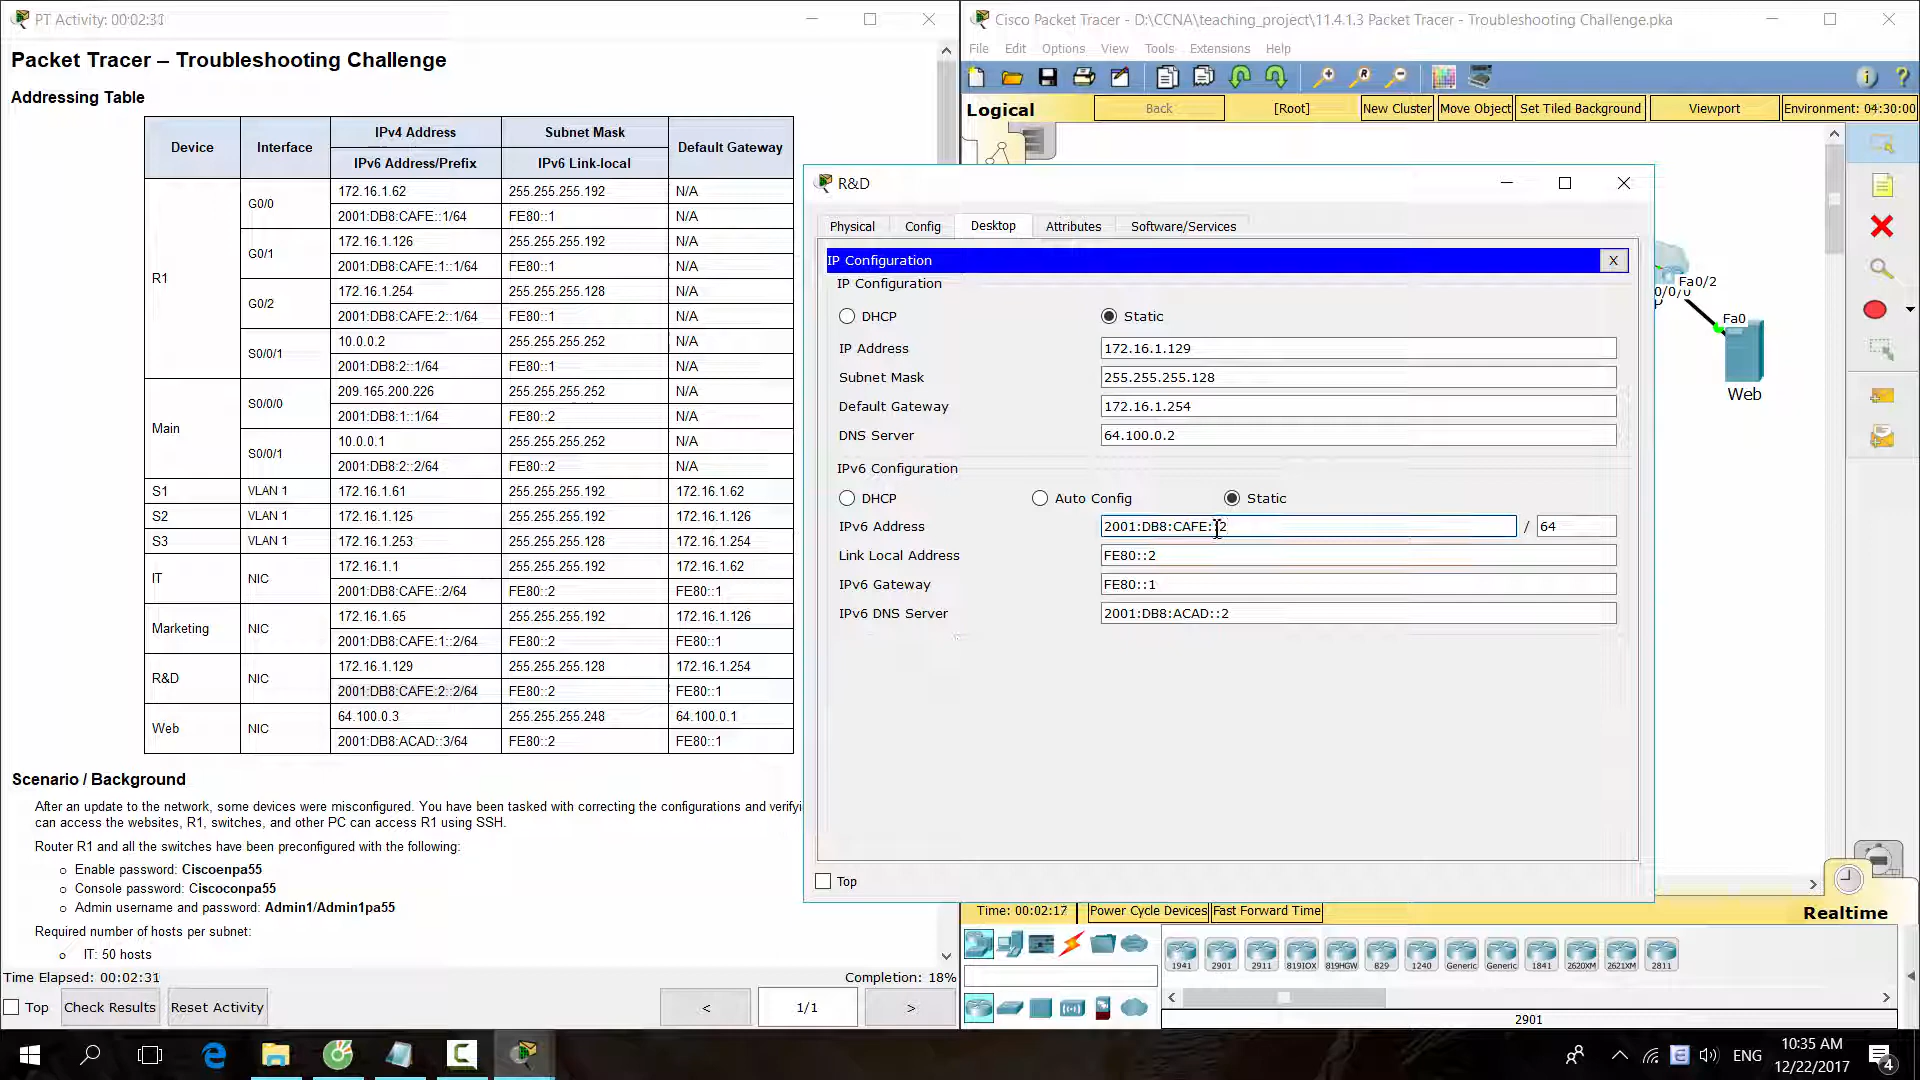 PT Activity: 00:02:31
Packet Tracer – Troubleshooting Challenge
Addressing Table
Device Interface IPv4 Address Subnet Mask Default Gateway
IPv6 Address/Prefix IPv6 Link-local
R1 G0/0 172.16.1.62 255.255.255.192 N/A
2001:DB8:CAFE::1/64 FE80::1 N/A
G0/1 172.16.1.126 255.255.255.192 N/A
2001:DB8:CAFE:1::1/64 FE80::1 N/A
G0/2 172.16.1.254 255.255.255.128 N/A
2001:DB8:CAFE:2::1/64 FE80::1 N/A
S0/0/1 10.0.0.2 255.255.255.252 N/A
2001:DB8:2::1/64 FE80::1 N/A
Main S0/0/0 209.165.200.226 255.255.255.252 N/A
2001:DB8:1::1/64 FE80::2 N/A
S0/0/1 10.0.0.1 255.255.255.252 N/A
2001:DB8:2::2/64 FE80::2 N/A
S1 VLAN 1 172.16.1.61 255.255.255.192 172.16.1.62
S2 VLAN 1 172.16.1.125 255.255.255.192 172.16.1.126
S3 VLAN 1 172.16.1.253 255.255.255.128 172.16.1.254
IT NIC 172.16.1.1 255.255.255.192 172.16.1.62
2001:DB8:CAFE::2/64 FE80::2 FE80::1
Marketing NIC 172.16.1.65 255.255.255.192 172.16.1.126
2001:DB8:CAFE:1::2/64 FE80::2 FE80::1
R&D NIC 172.16.1.129 255.255.255.128 172.16.1.254
2001:DB8:CAFE:2::2/64 FE80::2 FE80::1
Web NIC 64.100.0.3 255.255.255.248 64.100.0.1
2001:DB8:ACAD::3/64 FE80::2 FE80::1
Scenario / Background
After an update to the network, some devices were misconfigured. You have been tasked with correcting the configurations and verifyi
can access the websites, R1, switches, and other PC can access R1 using SSH.
Router R1 and all the switches have been preconfigured with the following:
o Enable password: Ciscoenpa55
o Console password: Ciscoconpa55
o Admin username and password: Admin1/Admin1pa55
Required number of hosts per subnet:
o IT: 50 hosts
Time Elapsed: 00:02:31 Completion: 18%
Top Check Results Reset Activity < 1/1 >
Cisco Packet Tracer - D:\CCNA\teaching_project\11.4.1.3 Packet Tracer - Troubleshooting Challenge.pka
File Edit Options View Tools Extensions Help
Logical Back [Root] New Cluster Move Object Set Tiled Background Viewport Environment: 04:30:00
R&D
Physical Config Desktop Attributes Software/Services
IP Configuration X
IP Configuration
DHCP Static
IP Address 172.16.1.129
Subnet Mask 255.255.255.128
Default Gateway 172.16.1.254
DNS Server 64.100.0.2
IPv6 Configuration
DHCP Auto Config Static
IPv6 Address 2001:DB8:CAFE::2 / 64
Link Local Address FE80::2
IPv6 Gateway FE80::1
IPv6 DNS Server 2001:DB8:ACAD::2
Top
Fa0/2
Fa0
Web
Time: 00:02:17 Power Cycle Devices Fast Forward Time
Realtime
1941 2901 2911 819IOX 819HGW 829 1240 Generic Generic 1841 2620XM 2621XM 2811
2901
ENG 10:35 AM
12/22/2017
4